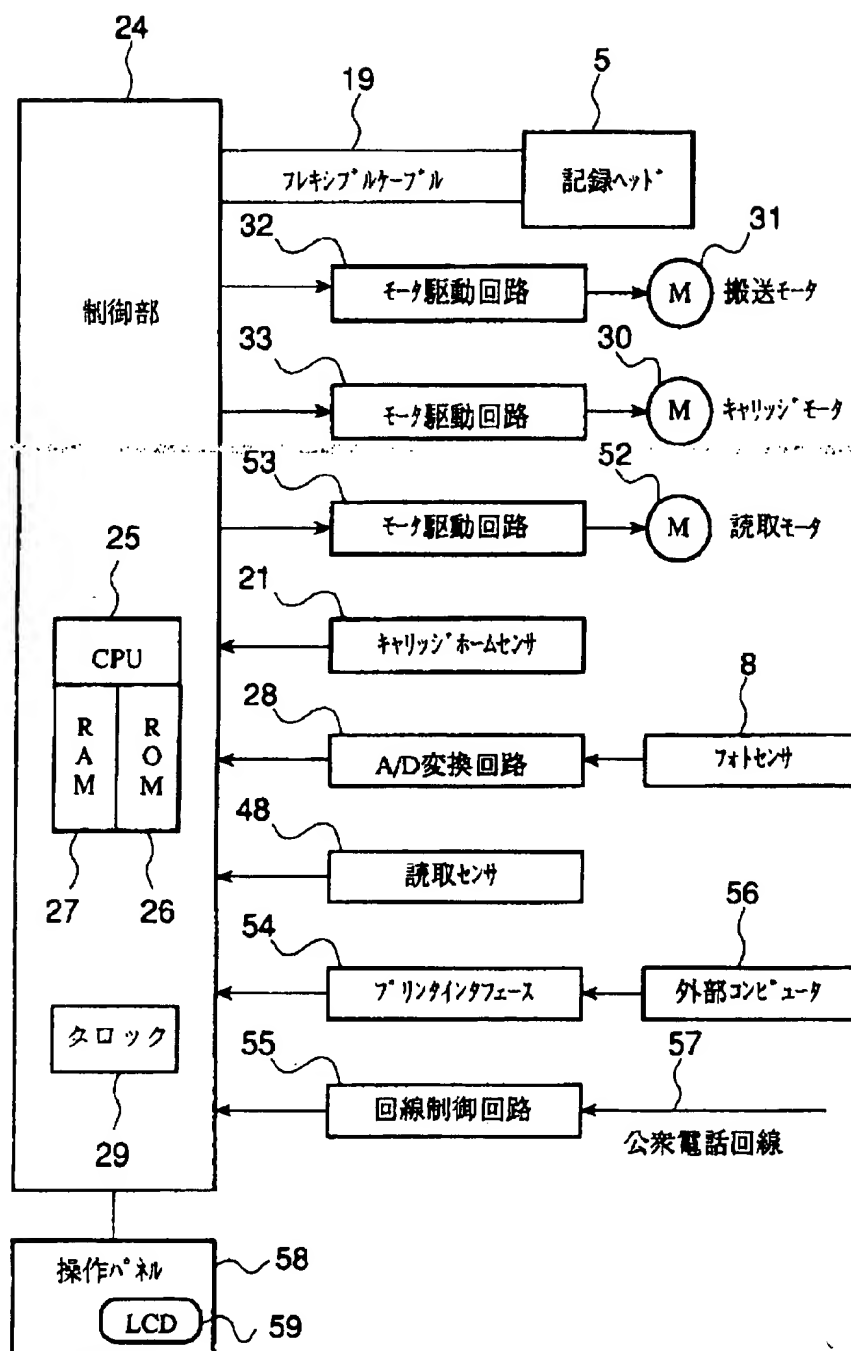 24
19
5
フレキシブルケーブル
記録ヘッド
32
31
モータ駆動回路
M
搬送モータ
制御部
33
30
モータ駆動回路
M
キャリッジモータ
53
52
モータ駆動回路
M
読取モータ
25
21
CPU
キャリッジホームセンサ
RAM
ROM
28
8
A/D変換回路
フォトセンサ
48
読取センサ
27
26
54
56
プリンタインタフェース
外部コンピュータ
クロック
55
57
回線制御回路
公衆電話回線
29
操作パネル
58
LCD
59